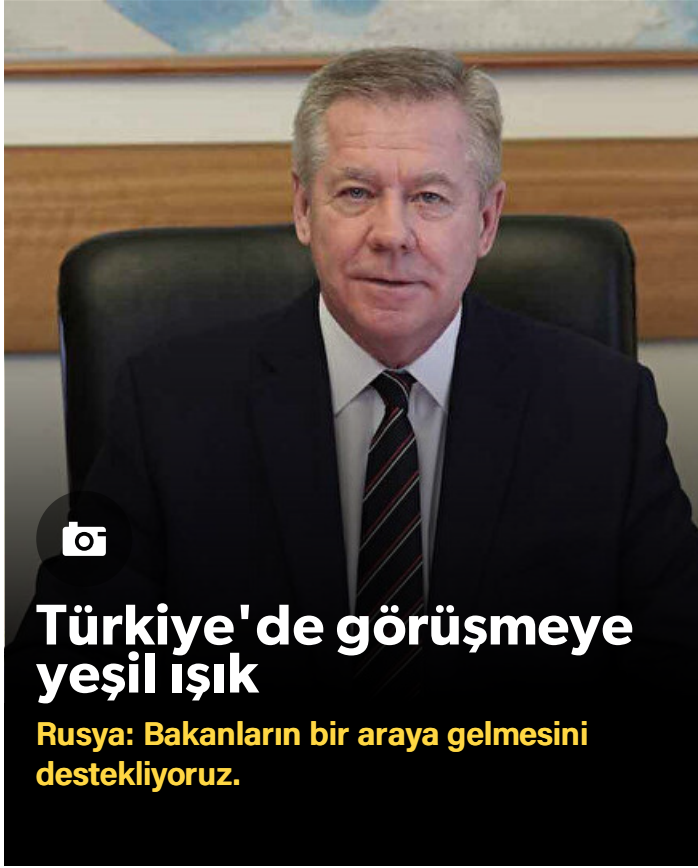 Türkiye'de görüşmeye
yeşil ışık
Rusya: Bakanların bir araya gelmesini
destekliyoruz.